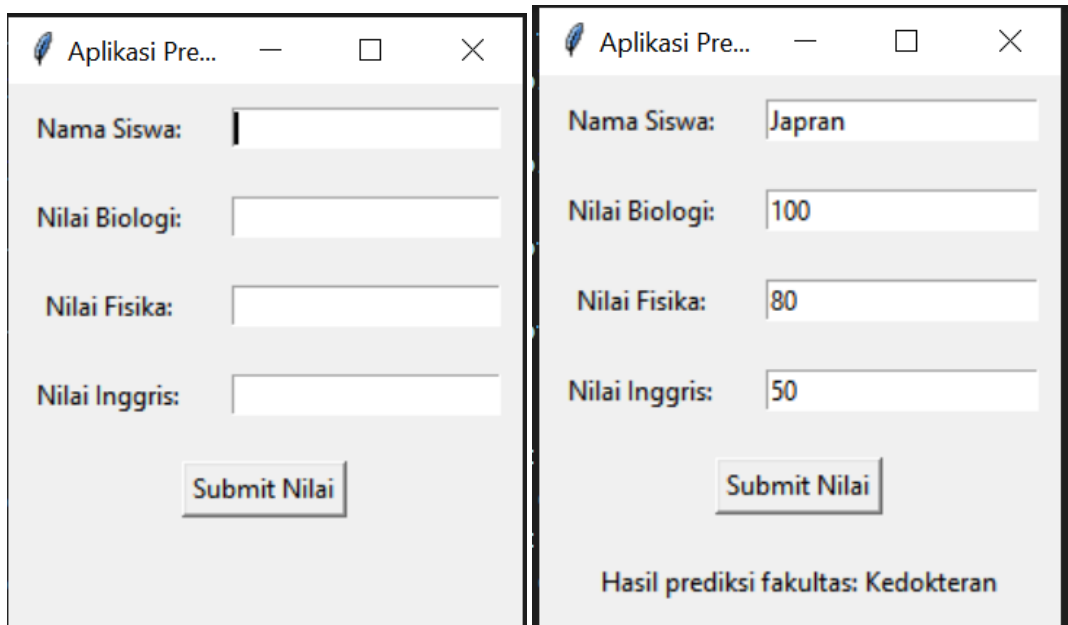 Aplikasi Pre...
Nama Siswa:
Nilai Biologi:
Nilai Fisika:
Nilai Inggris:
Submit Nilai
Aplikasi Pre...
Nama Siswa: Japran
Nilai Biologi: 100
Nilai Fisika: 80
Nilai Inggris: 50
Submit Nilai
Hasil prediksi fakultas: Kedokteran